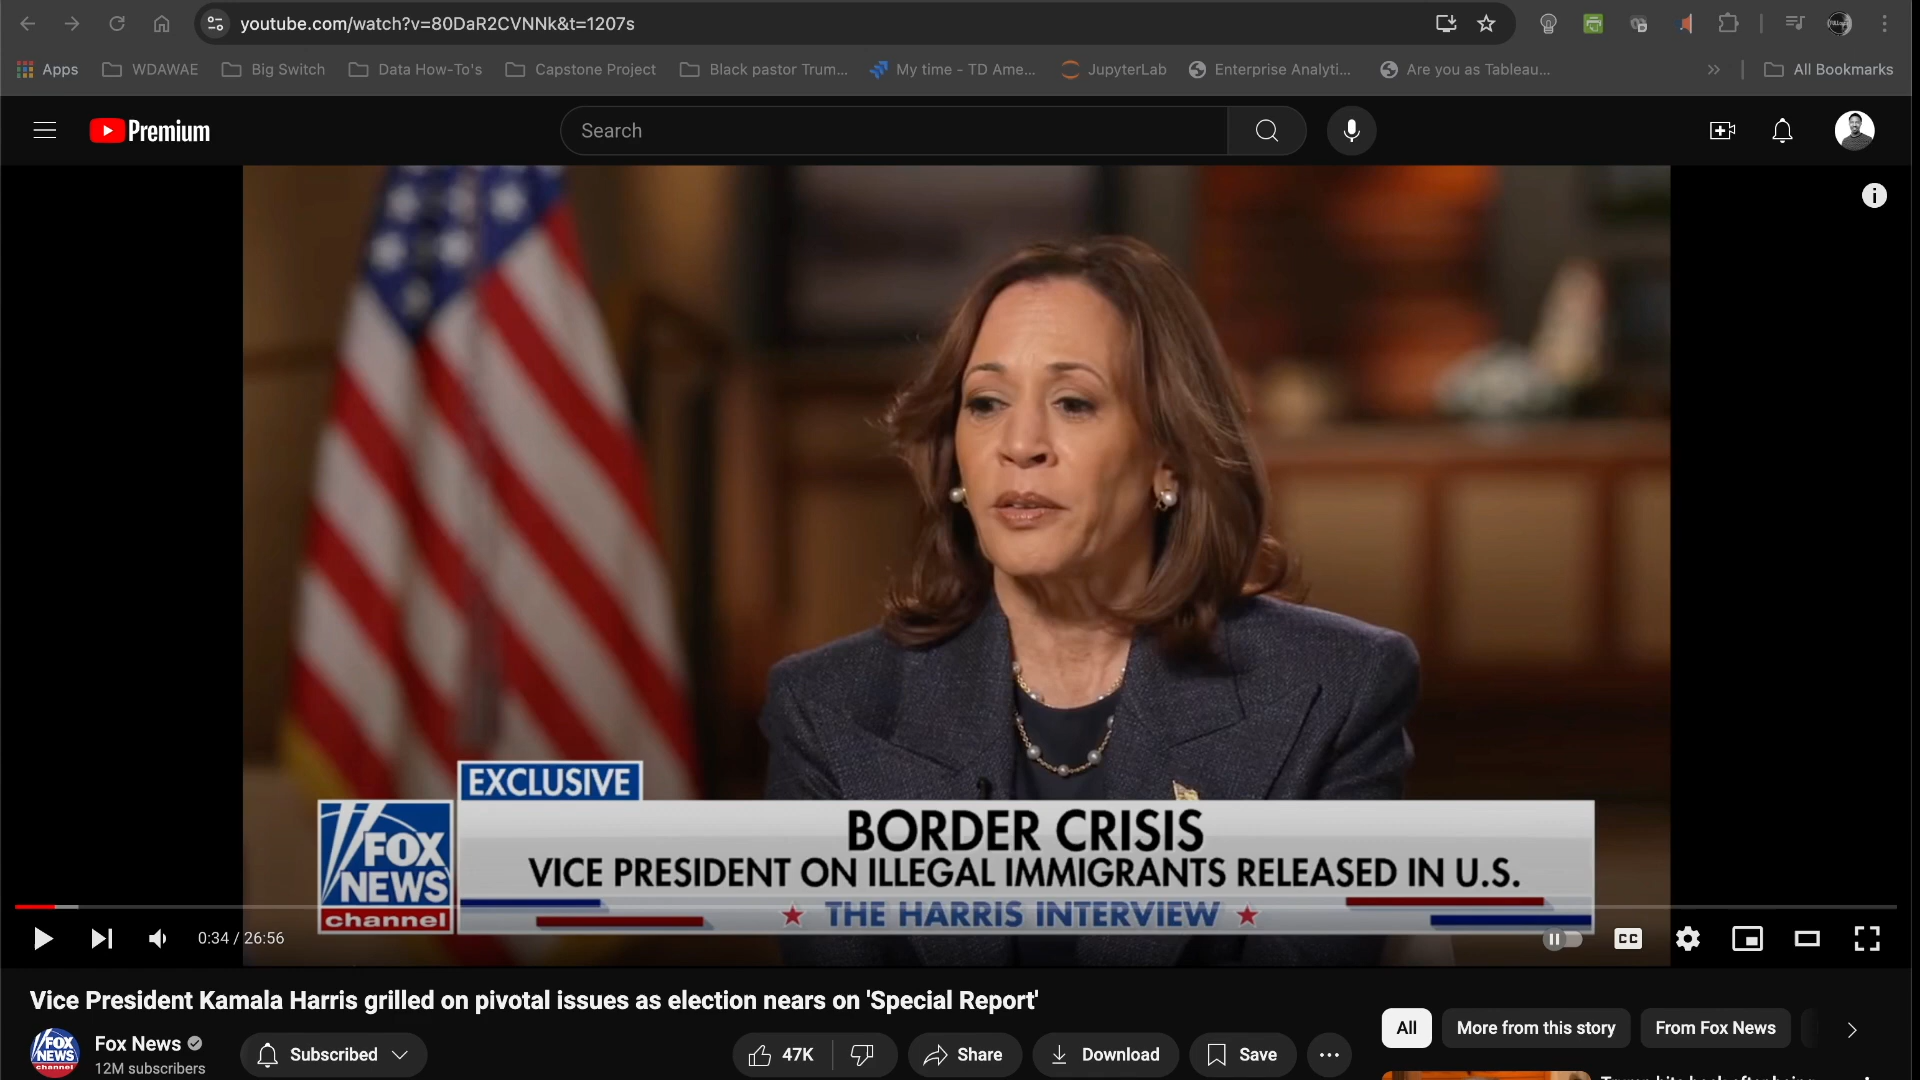 youtube.com/watch?v=80DaR2CVNNk&t=1207s
Apps WDAWAE Big Switch Data How-To's Capstone Project Black pastor Trum... My time - TD Ame... JupyterLab Enterprise Analyti... Are you as Tableau... All Bookmarks
Premium
Search
EXCLUSIVE
FOX
NEWS
channel
BORDER CRISIS
VICE PRESIDENT ON ILLEGAL IMMIGRANTS RELEASED IN U.S.
THE HARRIS INTERVIEW
0:34 / 26:56
CC
Vice President Kamala Harris grilled on pivotal issues as election nears on 'Special Report'
FOX
NEWS
channel
Fox News
12M subscribers
Subscribed
47K
Share
Download
Save
All
More from this story
From Fox News